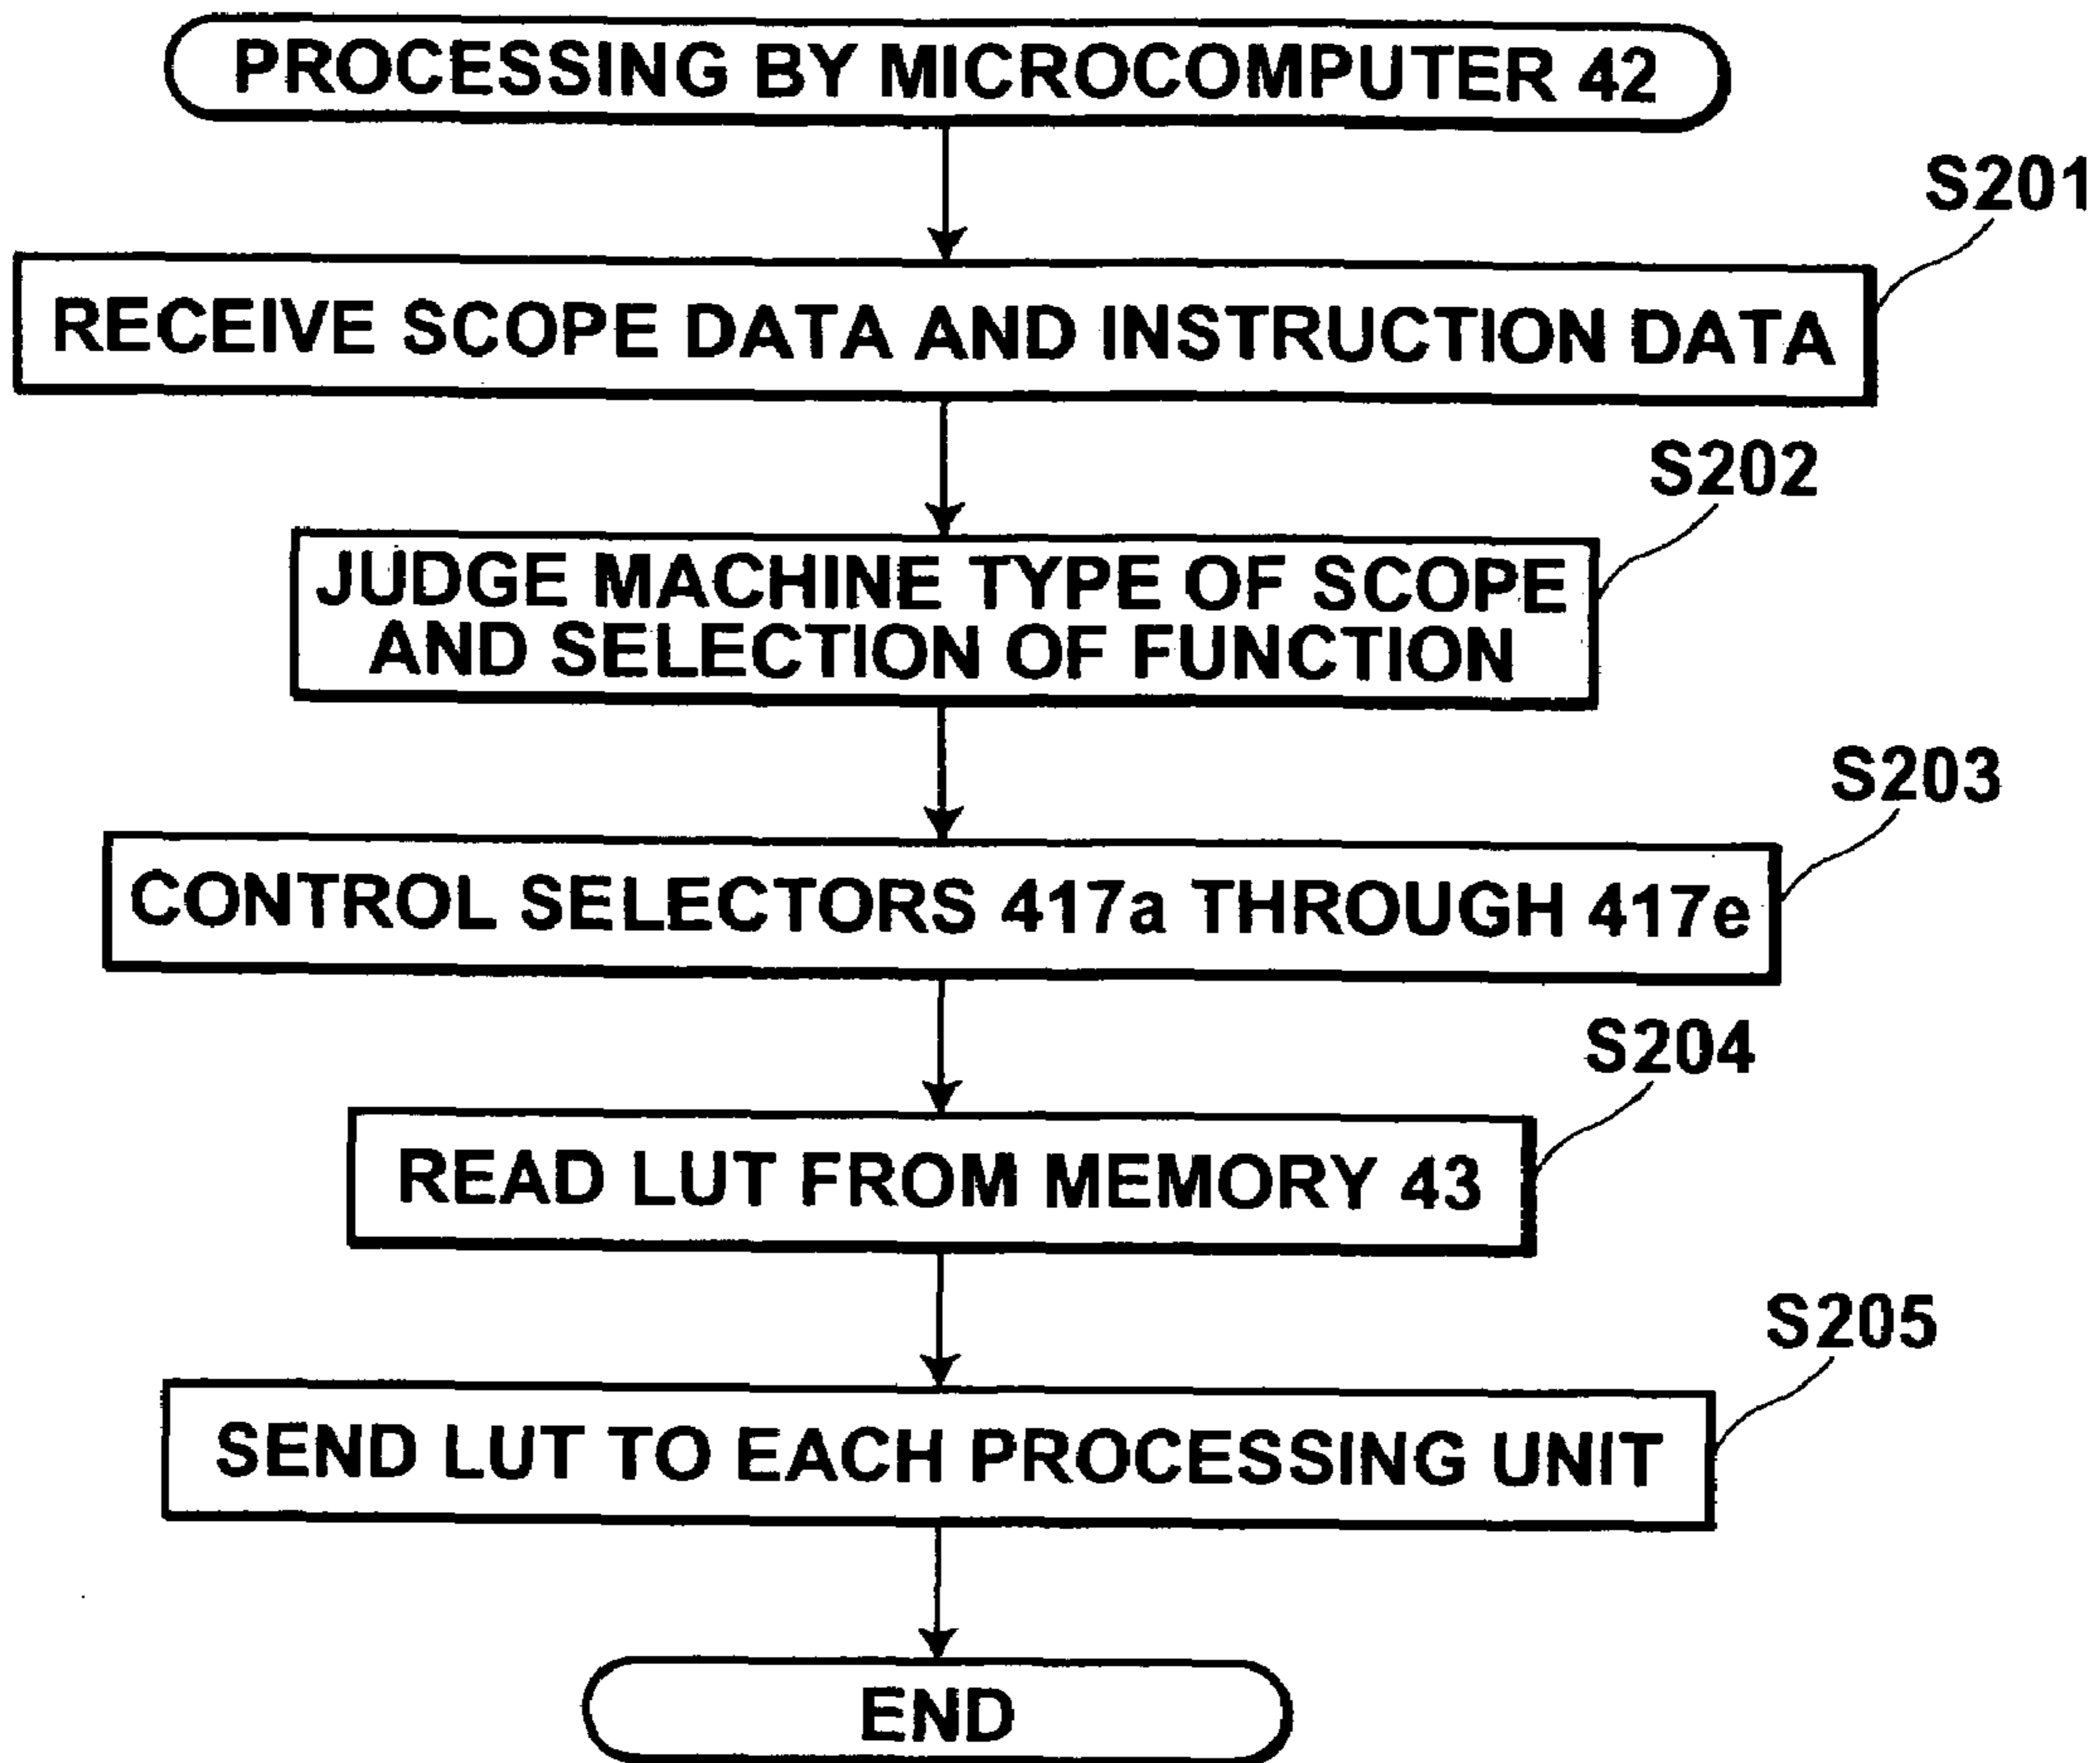 PROCESSING BY MICROCOMPUTER 42
S201
RECEIVE SCOPE DATA AND INSTRUCTION DATA
S202
JUDGE MACHINE TYPE OF SCOPE
AND SELECTION OF FUNCTION
S203
CONTROL SELECTORS 417a THROUGH 417e
S204
READ LUT FROM MEMORY 43
S205
SEND LUT TO EACH PROCESSING UNIT
END